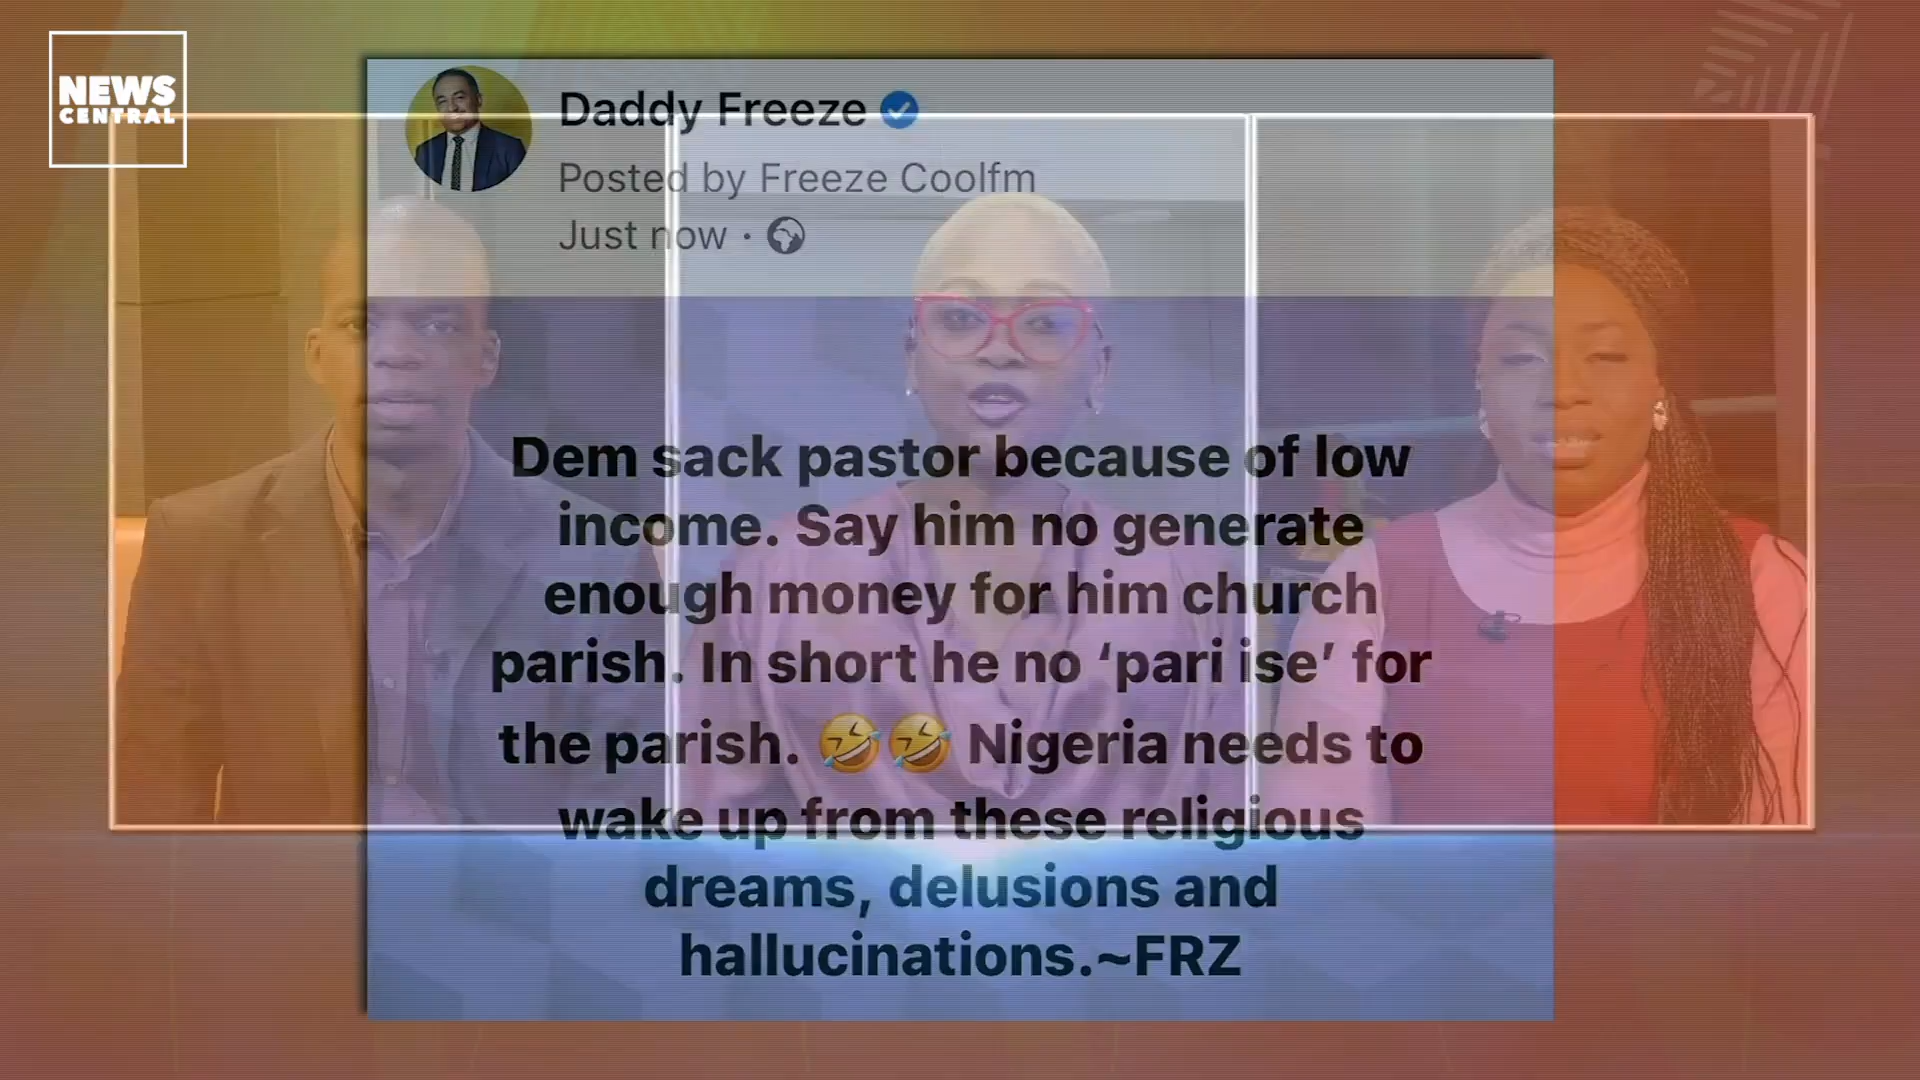 NEWS
CENTRAL
Daddy Freeze
Posted by Freeze Coolfm
Just now ·
Dem sack pastor because of low
income. Say him no generate
enough money for him church
parish. In short he no ‘pari ise’ for
the parish. 🤣🤣 Nigeria needs to
wake up from these religious
dreams, delusions and
hallucinations.~FRZ